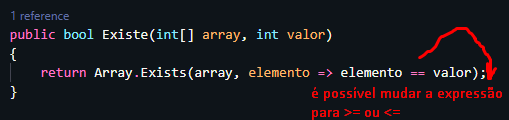 1 reference
public bool Existe(int[] array, int valor)
{
return Array.Exists(array, elemento => elemento == valor);
}
é possível mudar a expressão
para >= ou <=